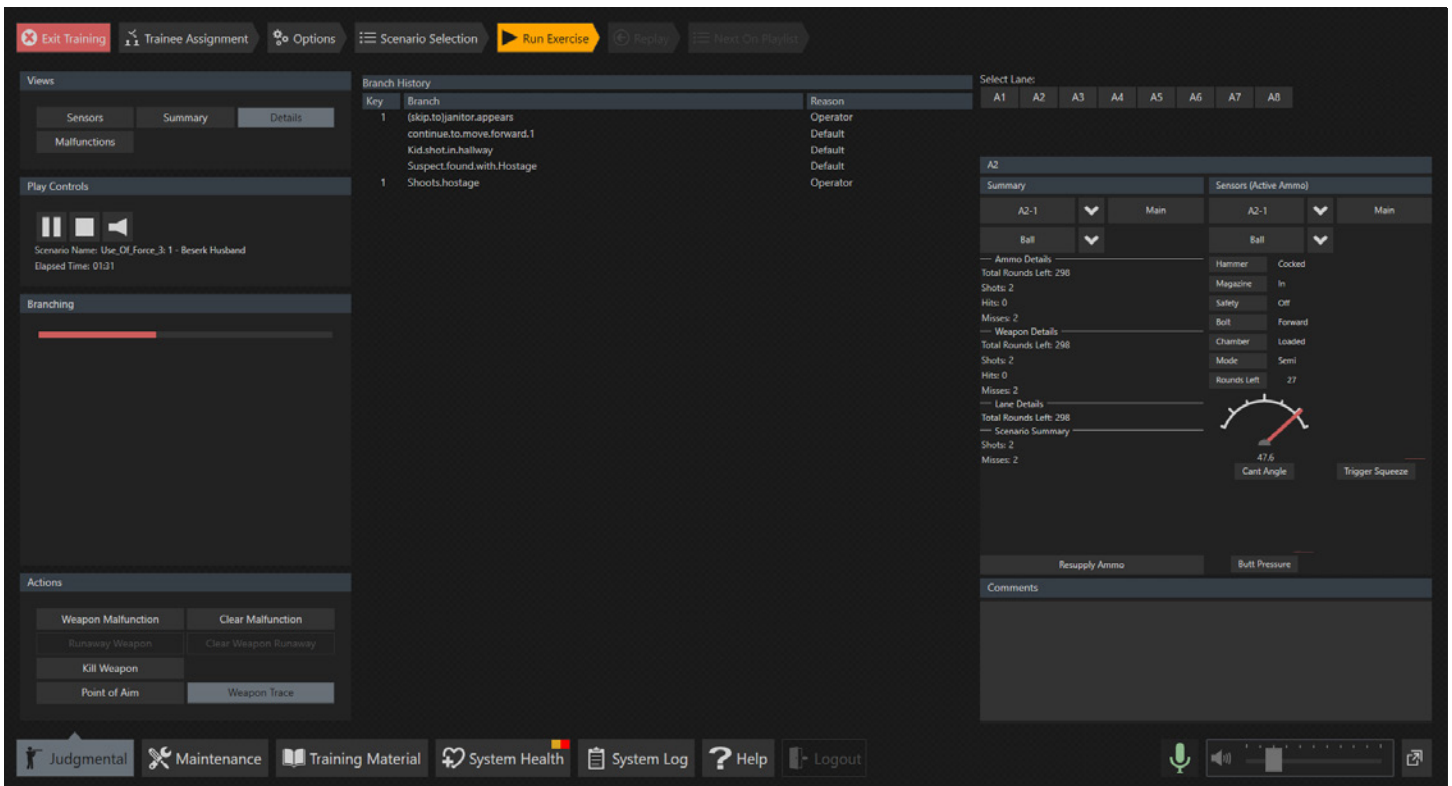 Exit Training
Trainee Assignment
Options
Scenario Selection
Run Exercise
Replay
Next On Playlist
Views
Sensors
Summary
Details
Malfunctions
Play Controls
Scenario Name: Use_Of_Force_3: 1 - Beserk Husband
Elapsed Time: 01:31
Branching
Actions
Weapon Malfunction
Clear Malfunction
Runaway Weapon
Clear Weapon Runaway
Kill Weapon
Point of Aim
Weapon Trace
Branch History
Key Branch Reason
1 (skip.to)janitor.appears Operator
continue.to.move.forward.1 Default
Kid.shot.in.hallway Default
Suspect.found.with.Hostage Default
1 Shoots.hostage Operator
Select Lane:
A1 A2 A3 A4 A5 A6 A7 A8
A2
Summary
A2-1 Main
Ball
Ammo Details
Total Rounds Left: 298
Shots: 2
Hits: 0
Misses: 2
Weapon Details
Total Rounds Left: 298
Shots: 2
Hits: 0
Misses: 2
Lane Details
Total Rounds Left: 298
Scenario Summary
Shots: 2
Misses: 2
Resupply Ammo
Sensors (Active Ammo)
A2-1 Main
Ball
Hammer Cocked
Magazine In
Safety Off
Bolt Forward
Chamber Loaded
Mode Semi
Rounds Left 27
47.6
Cant Angle
Trigger Squeeze
Butt Pressure
Comments
Judgmental
Maintenance
Training Material
System Health
System Log
Help
Logout